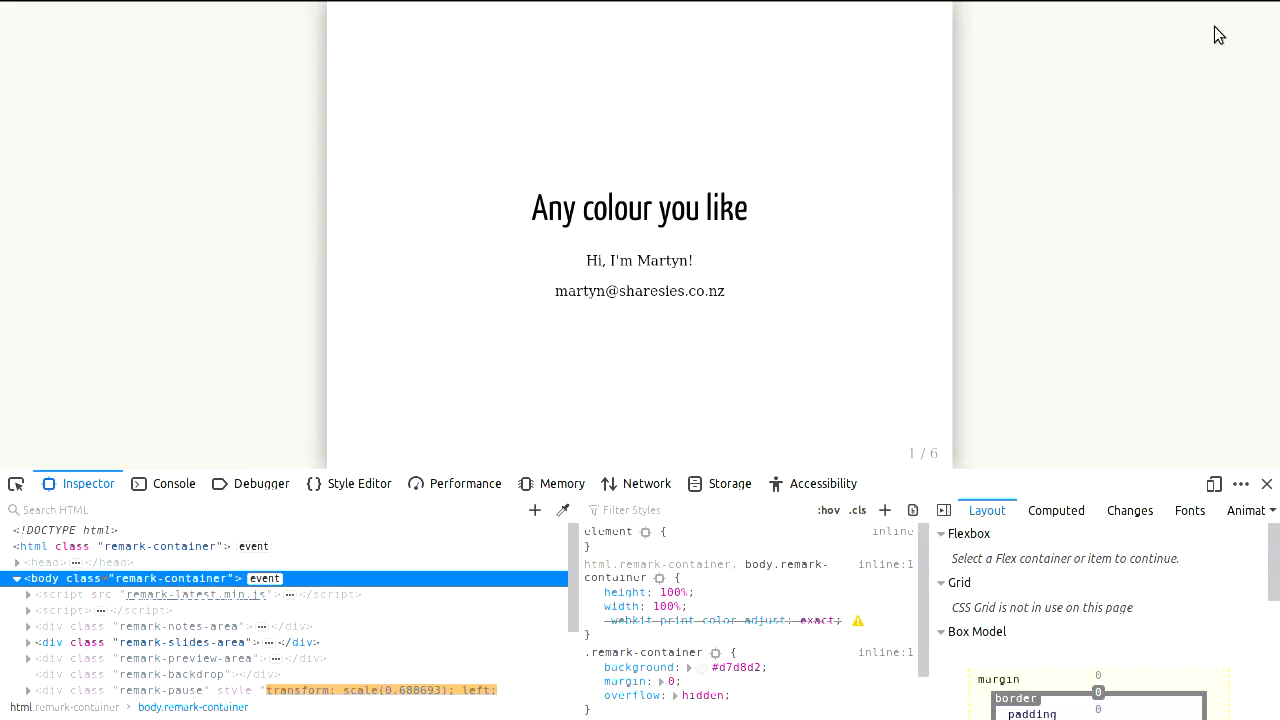 Any colour you like
Hi, I'm Martyn!
martyn@sharesies.co.nz
1 / 6
Inspector Console Debugger Style Editor Performance Memory Network Storage Accessibility
Search HTML
<!DOCTYPE html>
<html class "remark-container"> event
<head> </head>
<body class="remark-container"> event
<script src "remark-latest.min.js"> </script>
<script> </script>
<div class "remark-notes-area"> </div>
<div class "remark-slides-area"> </div>
<div class "remark-preview-area"> </div>
<div class "remark-backdrop"></div>
<div class "remark-pause" style "transform: scale(0.688693); left:
html.remark-container > body.remark-container
Filter Styles :hov .cls
element { inline
}
html.remark-container, body.remark- inline:1
container {
height: 100%;
width: 100%;
-webkit-print-color-adjust: exact;
}
.remark-container { inline:1
background: #d7d8d2;
margin: 0;
overflow: hidden;
}
Layout Computed Changes Fonts Animat
Flexbox
Select a Flex container or item to continue.
Grid
CSS Grid is not in use on this page
Box Model
margin 0
border 0
padding 0